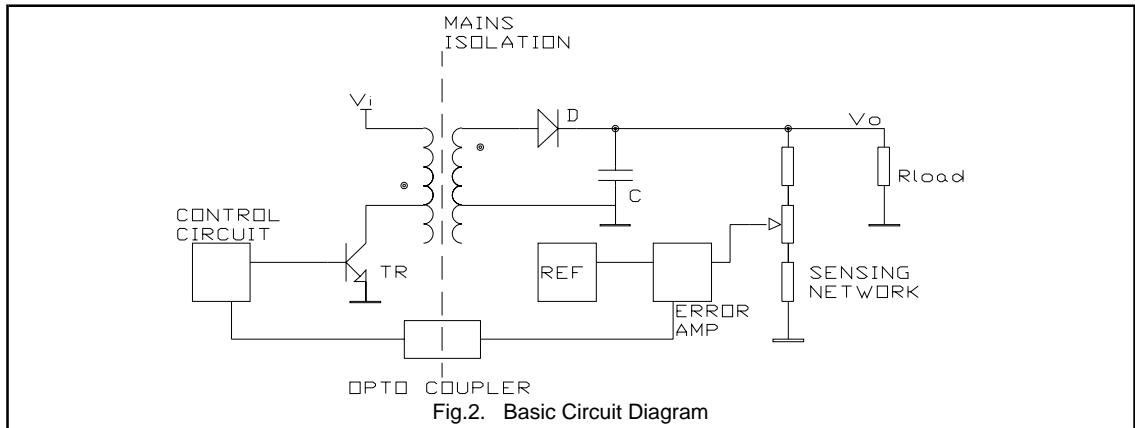 MAINS
ISOLATION
Vi
D
Vo
C
Rload
CONTROL
CIRCUIT
TR
REF
ERROR
AMP
SENSING
NETWORK
OPTO COUPLER
Fig.2. Basic Circuit Diagram